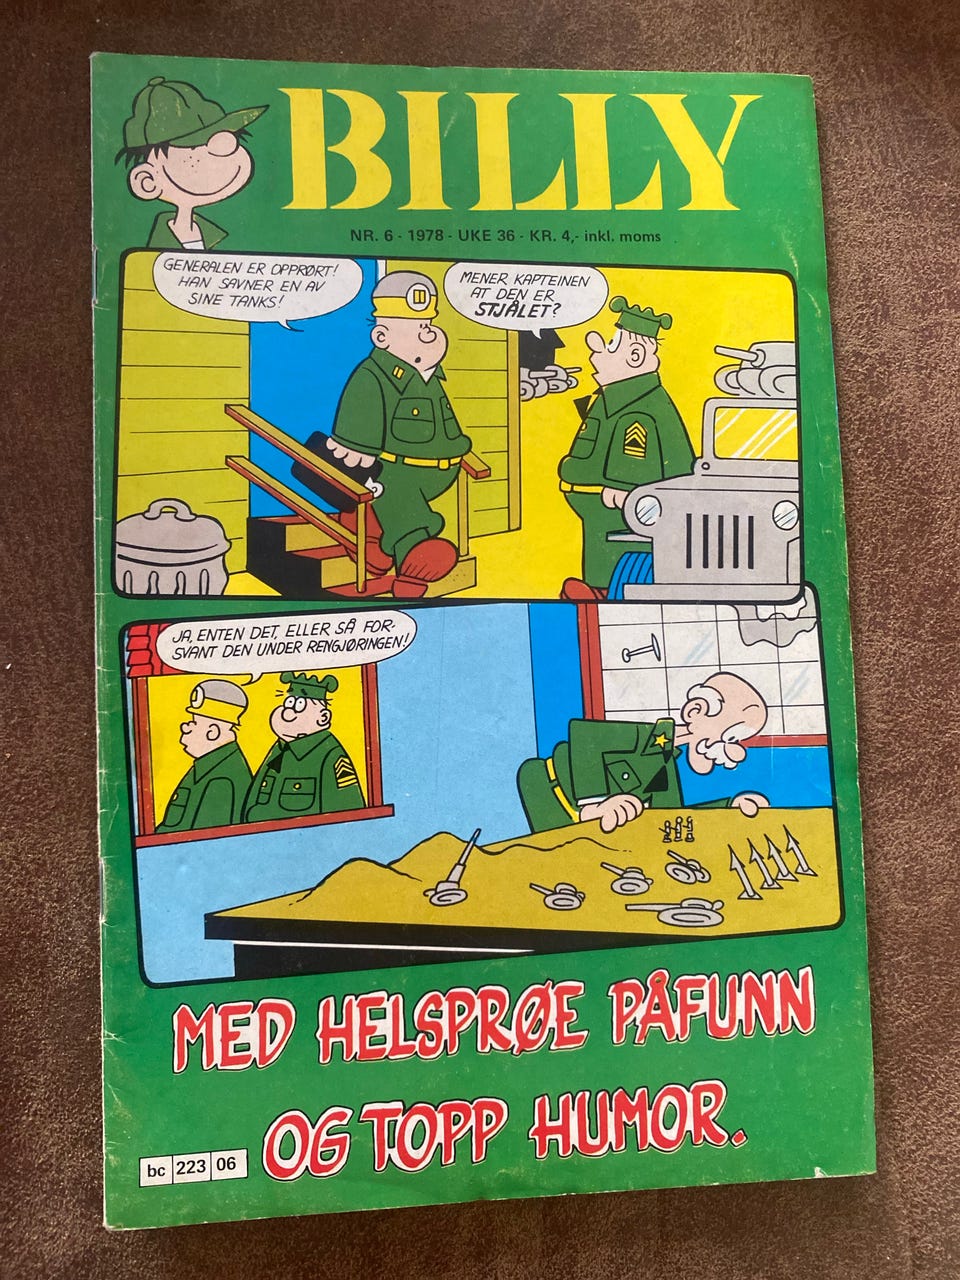 BILLY
NR. 6 - 1978 - UKE 36 - KR. 4,- inkl. moms
GENERALEN ER OPPRØRT!
HAN SAVNER EN AV
SINE TANKS!
MENER KAPTEINEN
AT DEN ER
STJÅLET?
JA, ENTEN DET, ELLER SÅ FOR-
SVANT DEN UNDER RENGJØRINGEN!
MED HELSPRØE PÅFUNN
OG TOPP HUMOR.
bc 223 06